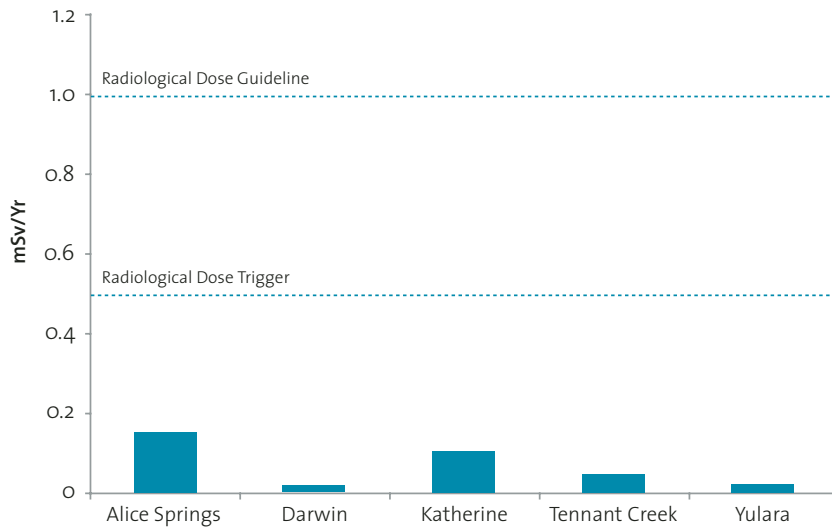 1.2
Radiological Dose Guideline
1.0
0.8
mSv/Yr
0.6
Radiological Dose Trigger
0.4
0.2
0
Alice Springs Darwin Katherine Tennant Creek Yulara